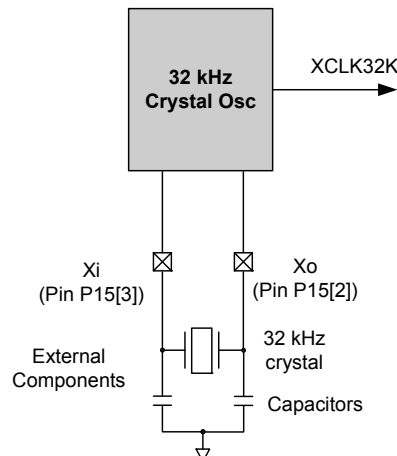 32 kHz
Crystal Osc
XCLK32K
Xi
(Pin P15[3])
Xo
(Pin P15[2])
External
Components
32 kHz
crystal
Capacitors